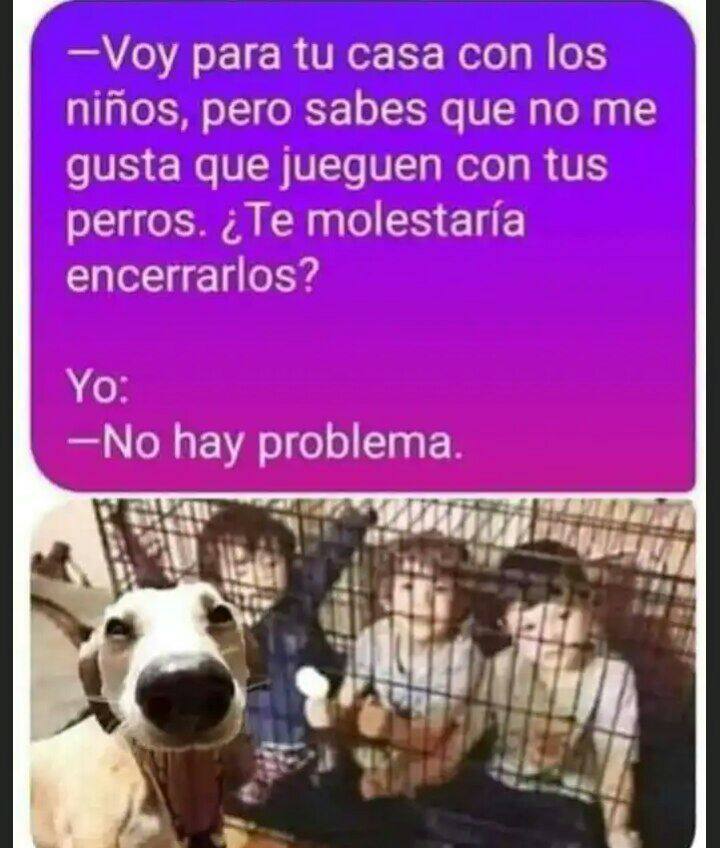 —Voy para tu casa con los
niños, pero sabes que no me
gusta que jueguen con tus
perros. ¿Te molestaría
encerrarlos?
Yo:
—No hay problema.